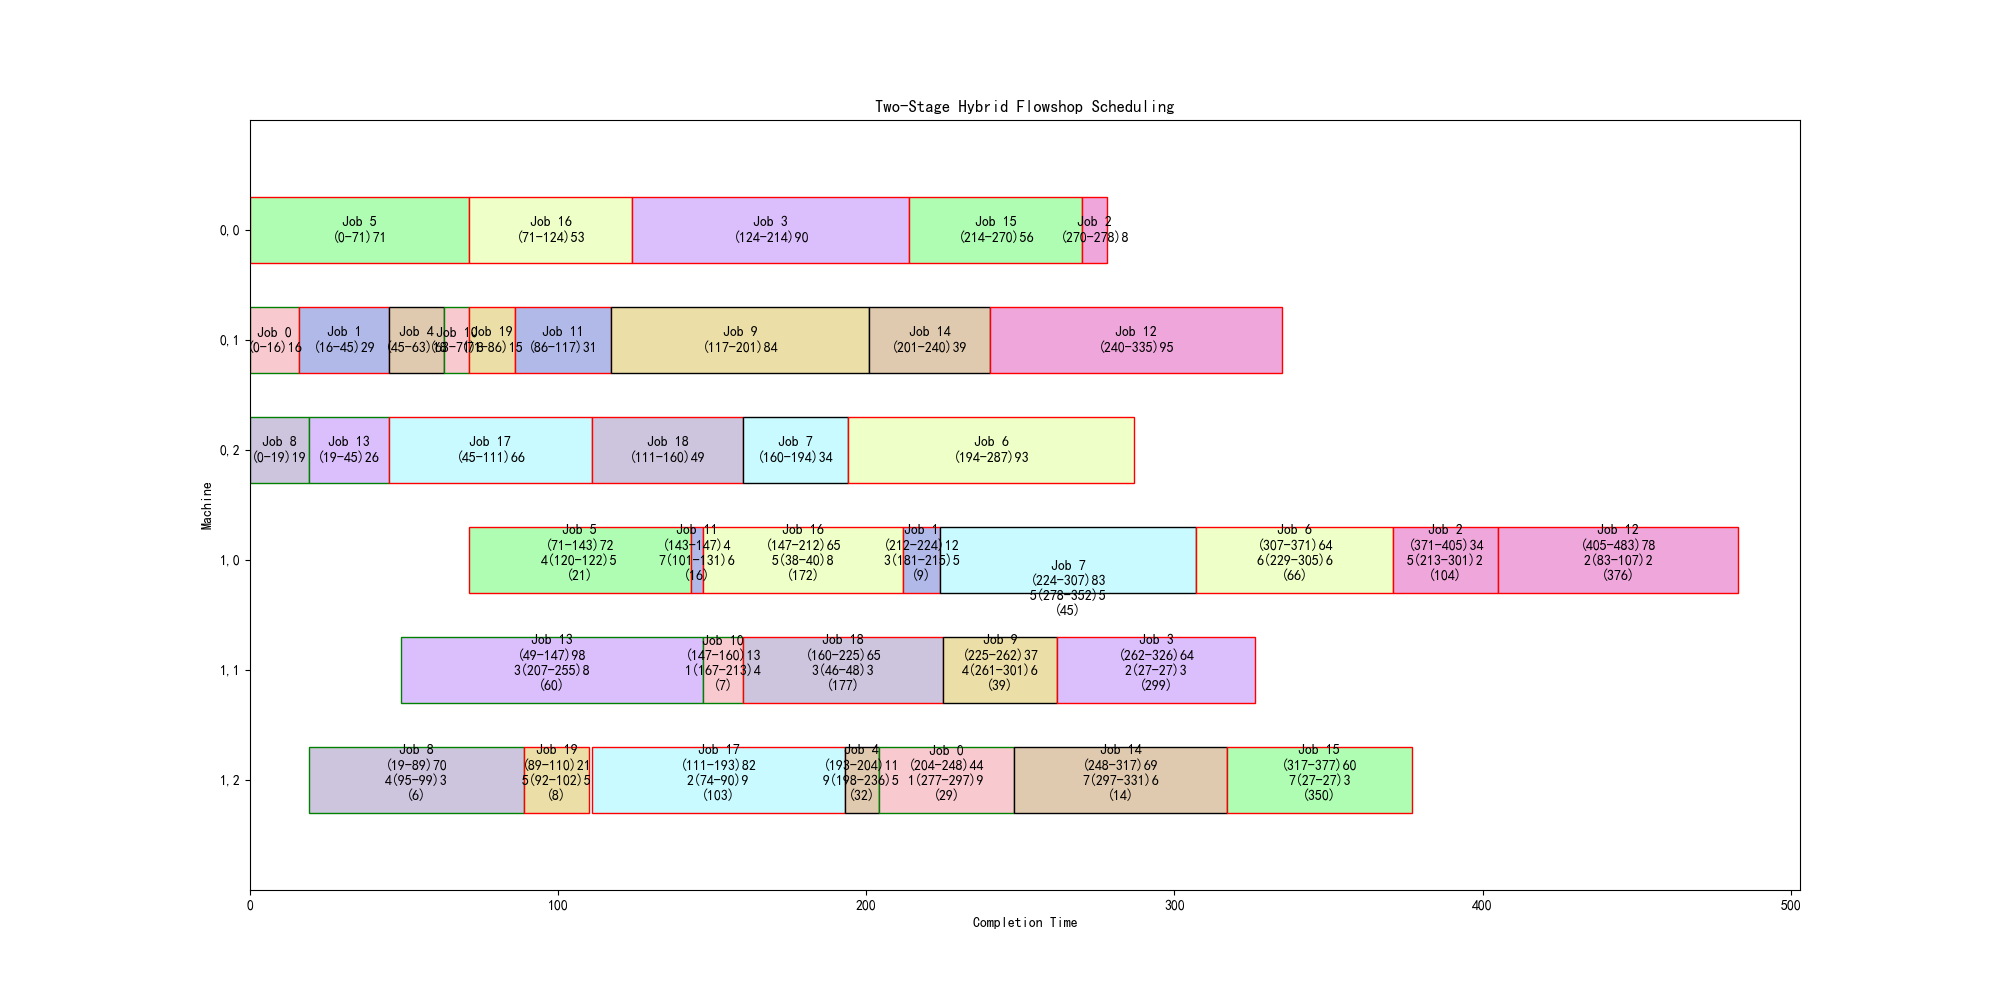 Two-Stage Hybrid Flowshop Scheduling
0,0
Job 5
(0-71)71
Job 16
(71-124)53
Job 3
(124-214)90
Job 15
(214-270)56
Job 2
(270-278)8
0,1
Job 0
(0-16)16
Job 1
(16-45)29
Job 4
(45-63)18
Job 10
(63-71)8
Job 19
(71-86)15
Job 11
(86-117)31
Job 9
(117-201)84
Job 14
(201-240)39
Job 12
(240-335)95
0,2
Job 8
(0-19)19
Job 13
(19-45)26
Job 17
(45-111)66
Job 18
(111-160)49
Job 7
(160-194)34
Job 6
(194-287)93
Machine
1,0
Job 5
(71-143)72
4(120-122)5
(21)
Job 11
(143-147)4
7(101-131)6
(16)
Job 16
(147-212)65
5(38-40)8
(172)
Job 1
(212-224)12
3(181-215)5
(9)
Job 7
(224-307)83
5(278-352)5
(45)
Job 6
(307-371)64
6(229-305)6
(66)
Job 2
(371-405)34
5(213-301)2
(104)
Job 12
(405-483)78
2(83-107)2
(376)
1,1
Job 13
(49-147)98
3(207-255)8
(60)
Job 10
(147-160)13
1(167-213)4
(7)
Job 18
(160-225)65
3(46-48)3
(177)
Job 9
(225-262)37
4(261-301)6
(39)
Job 3
(262-326)64
2(27-27)3
(299)
1,2
Job 8
(19-89)70
4(95-99)3
(6)
Job 19
(89-110)21
5(92-102)5
(8)
Job 17
(111-193)82
2(74-90)9
(103)
Job 4
(193-204)11
9(198-236)5
(32)
Job 0
(204-248)44
1(277-297)9
(29)
Job 14
(248-317)69
7(297-331)6
(14)
Job 15
(317-377)60
7(27-27)3
(350)
0
100
200
300
400
500
Completion Time